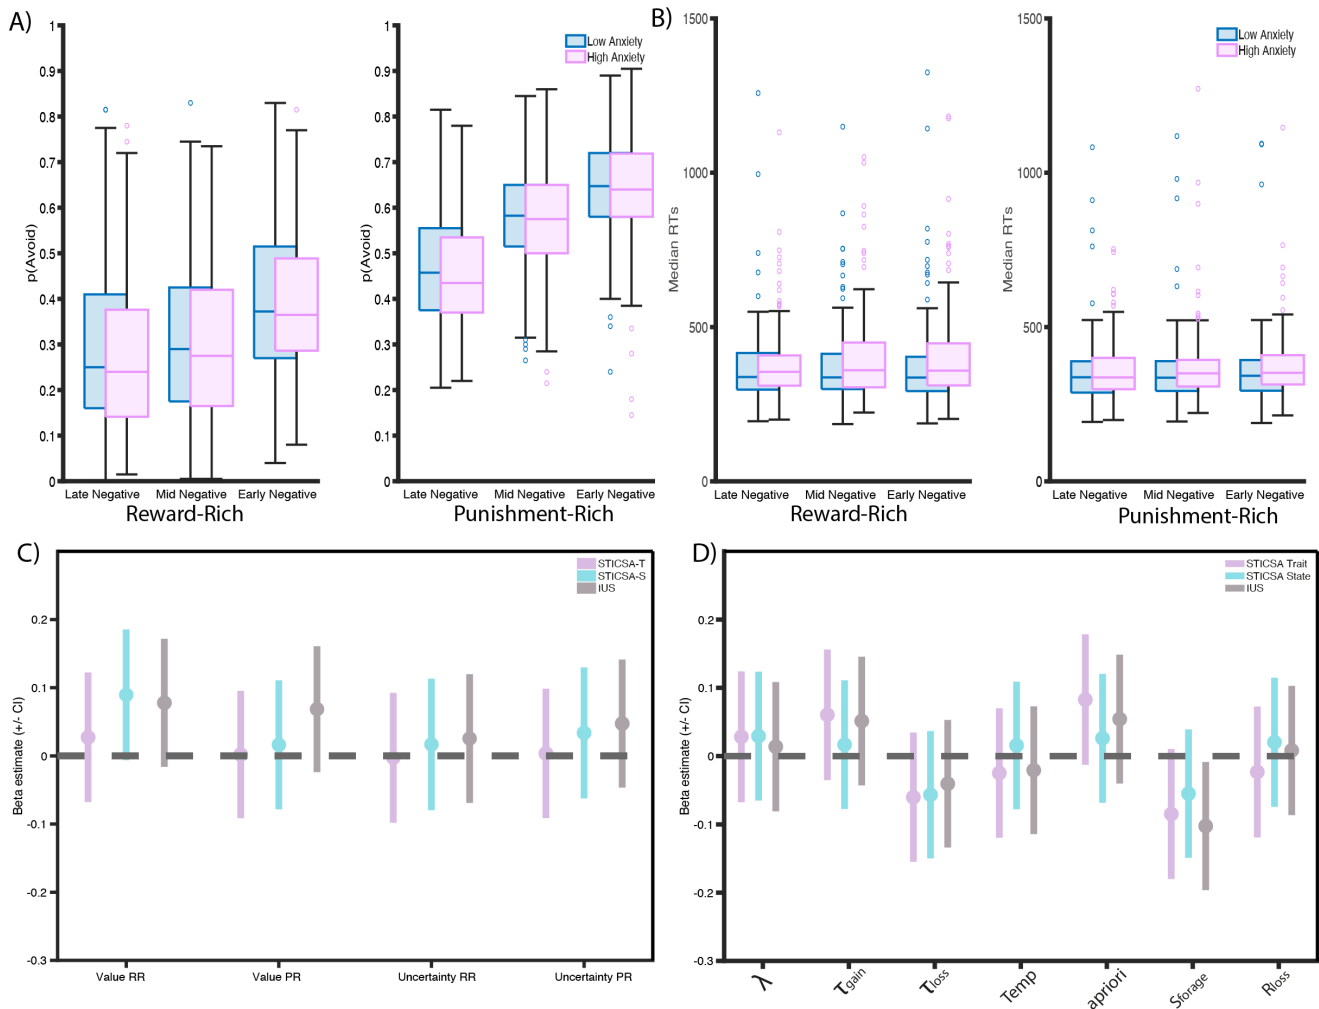 A)
1
0.9
0.8
0.7
0.6
0.5
0.4
0.3
0.2
0.1
0
p(Avoid)
Late Negative Mid Negative Early Negative
Reward-Rich
1
0.9
0.8
0.7
0.6
0.5
0.4
0.3
0.2
0.1
0
p(Avoid)
Low Anxiety
High Anxiety
Late Negative Mid Negative Early Negative
Punishment-Rich
B)
1500
1000
500
0
Median RTs
Late Negative Mid Negative Early Negative
Reward-Rich
1500
1000
500
0
Median RTs
Low Anxiety
High Anxiety
Late Negative Mid Negative Early Negative
Punishment-Rich
C)
STICSA-T
STICSA-S
IUS
0.2
0.1
0
-0.1
-0.2
-0.3
Beta estimate (+/- CI)
Value RR Value PR Uncertainty RR Uncertainty PR
D)
STICSA Trait
STICSA State
IUS
0.2
0.1
0
-0.1
-0.2
-0.3
Beta estimate (+/- CI)
λ τgain τloss Temp apriori Sforage Rloss